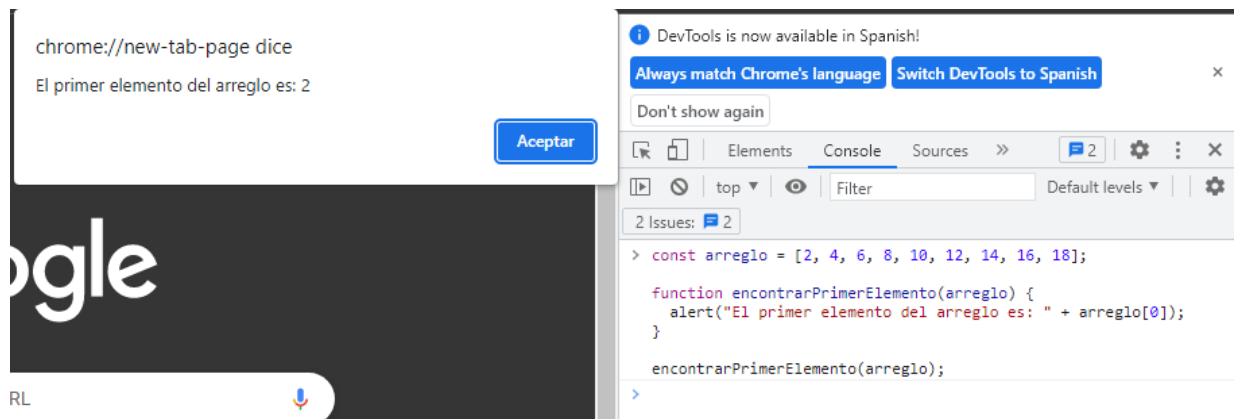 chrome://new-tab-page dice
El primer elemento del arreglo es: 2
Aceptar
ogle
RL
DevTools is now available in Spanish!
Always match Chrome's language Switch DevTools to Spanish
Don't show again
Elements Console Sources 2
top Filter Default levels
2 Issues: 2
const arreglo = [2, 4, 6, 8, 10, 12, 14, 16, 18];
function encontrarPrimerElemento(arreglo) {
alert("El primer elemento del arreglo es: " + arreglo[0]);
}
encontrarPrimerElemento(arreglo);